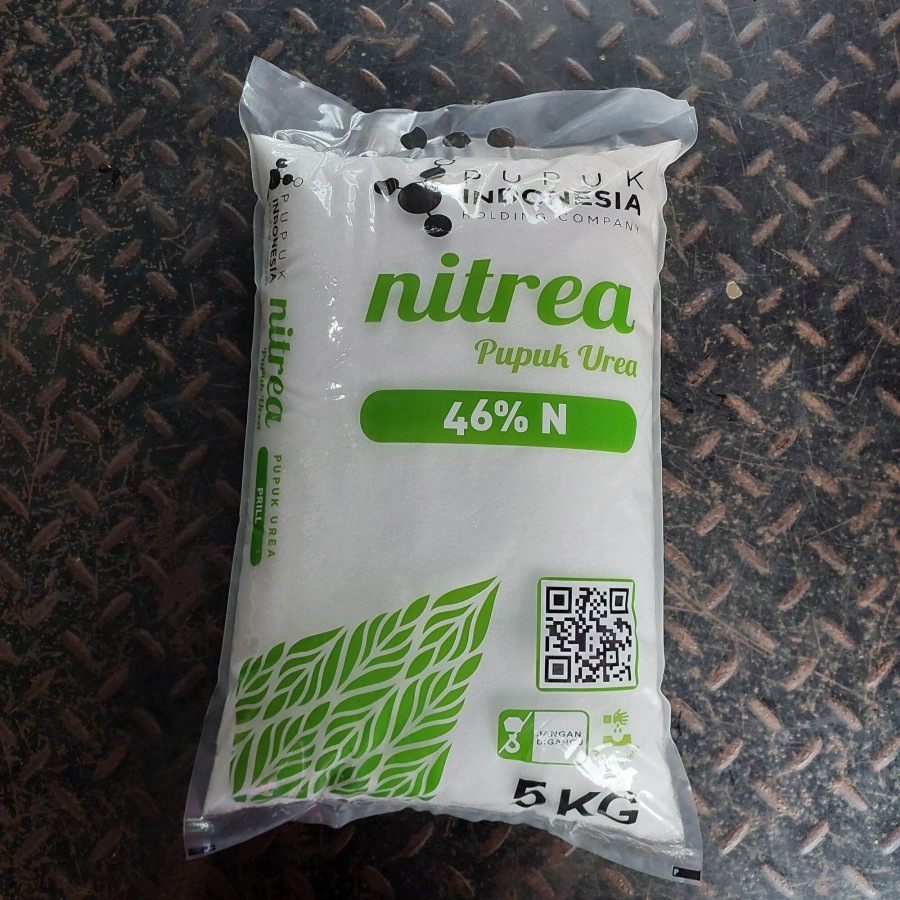 PUPUK
INDONESIA
HOLDING COMPANY
nitrea
Pupuk Urea
46% N
JANGAN
DIGANCU
5 KG
PUPUK
INDONESIA
nitrea
Pupuk Urea
PUPUK UREA
PRILL
P